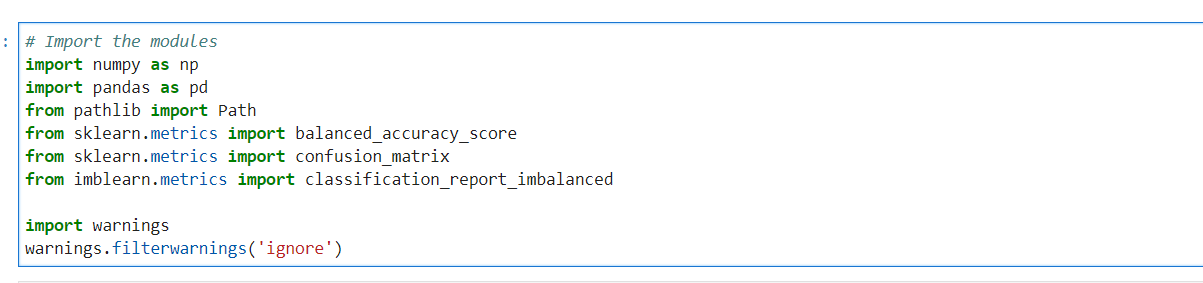 :
# Import the modules
import numpy as np
import pandas as pd
from pathlib import Path
from sklearn.metrics import balanced_accuracy_score
from sklearn.metrics import confusion_matrix
from imblearn.metrics import classification_report_imbalanced
import warnings
warnings.filterwarnings('ignore')